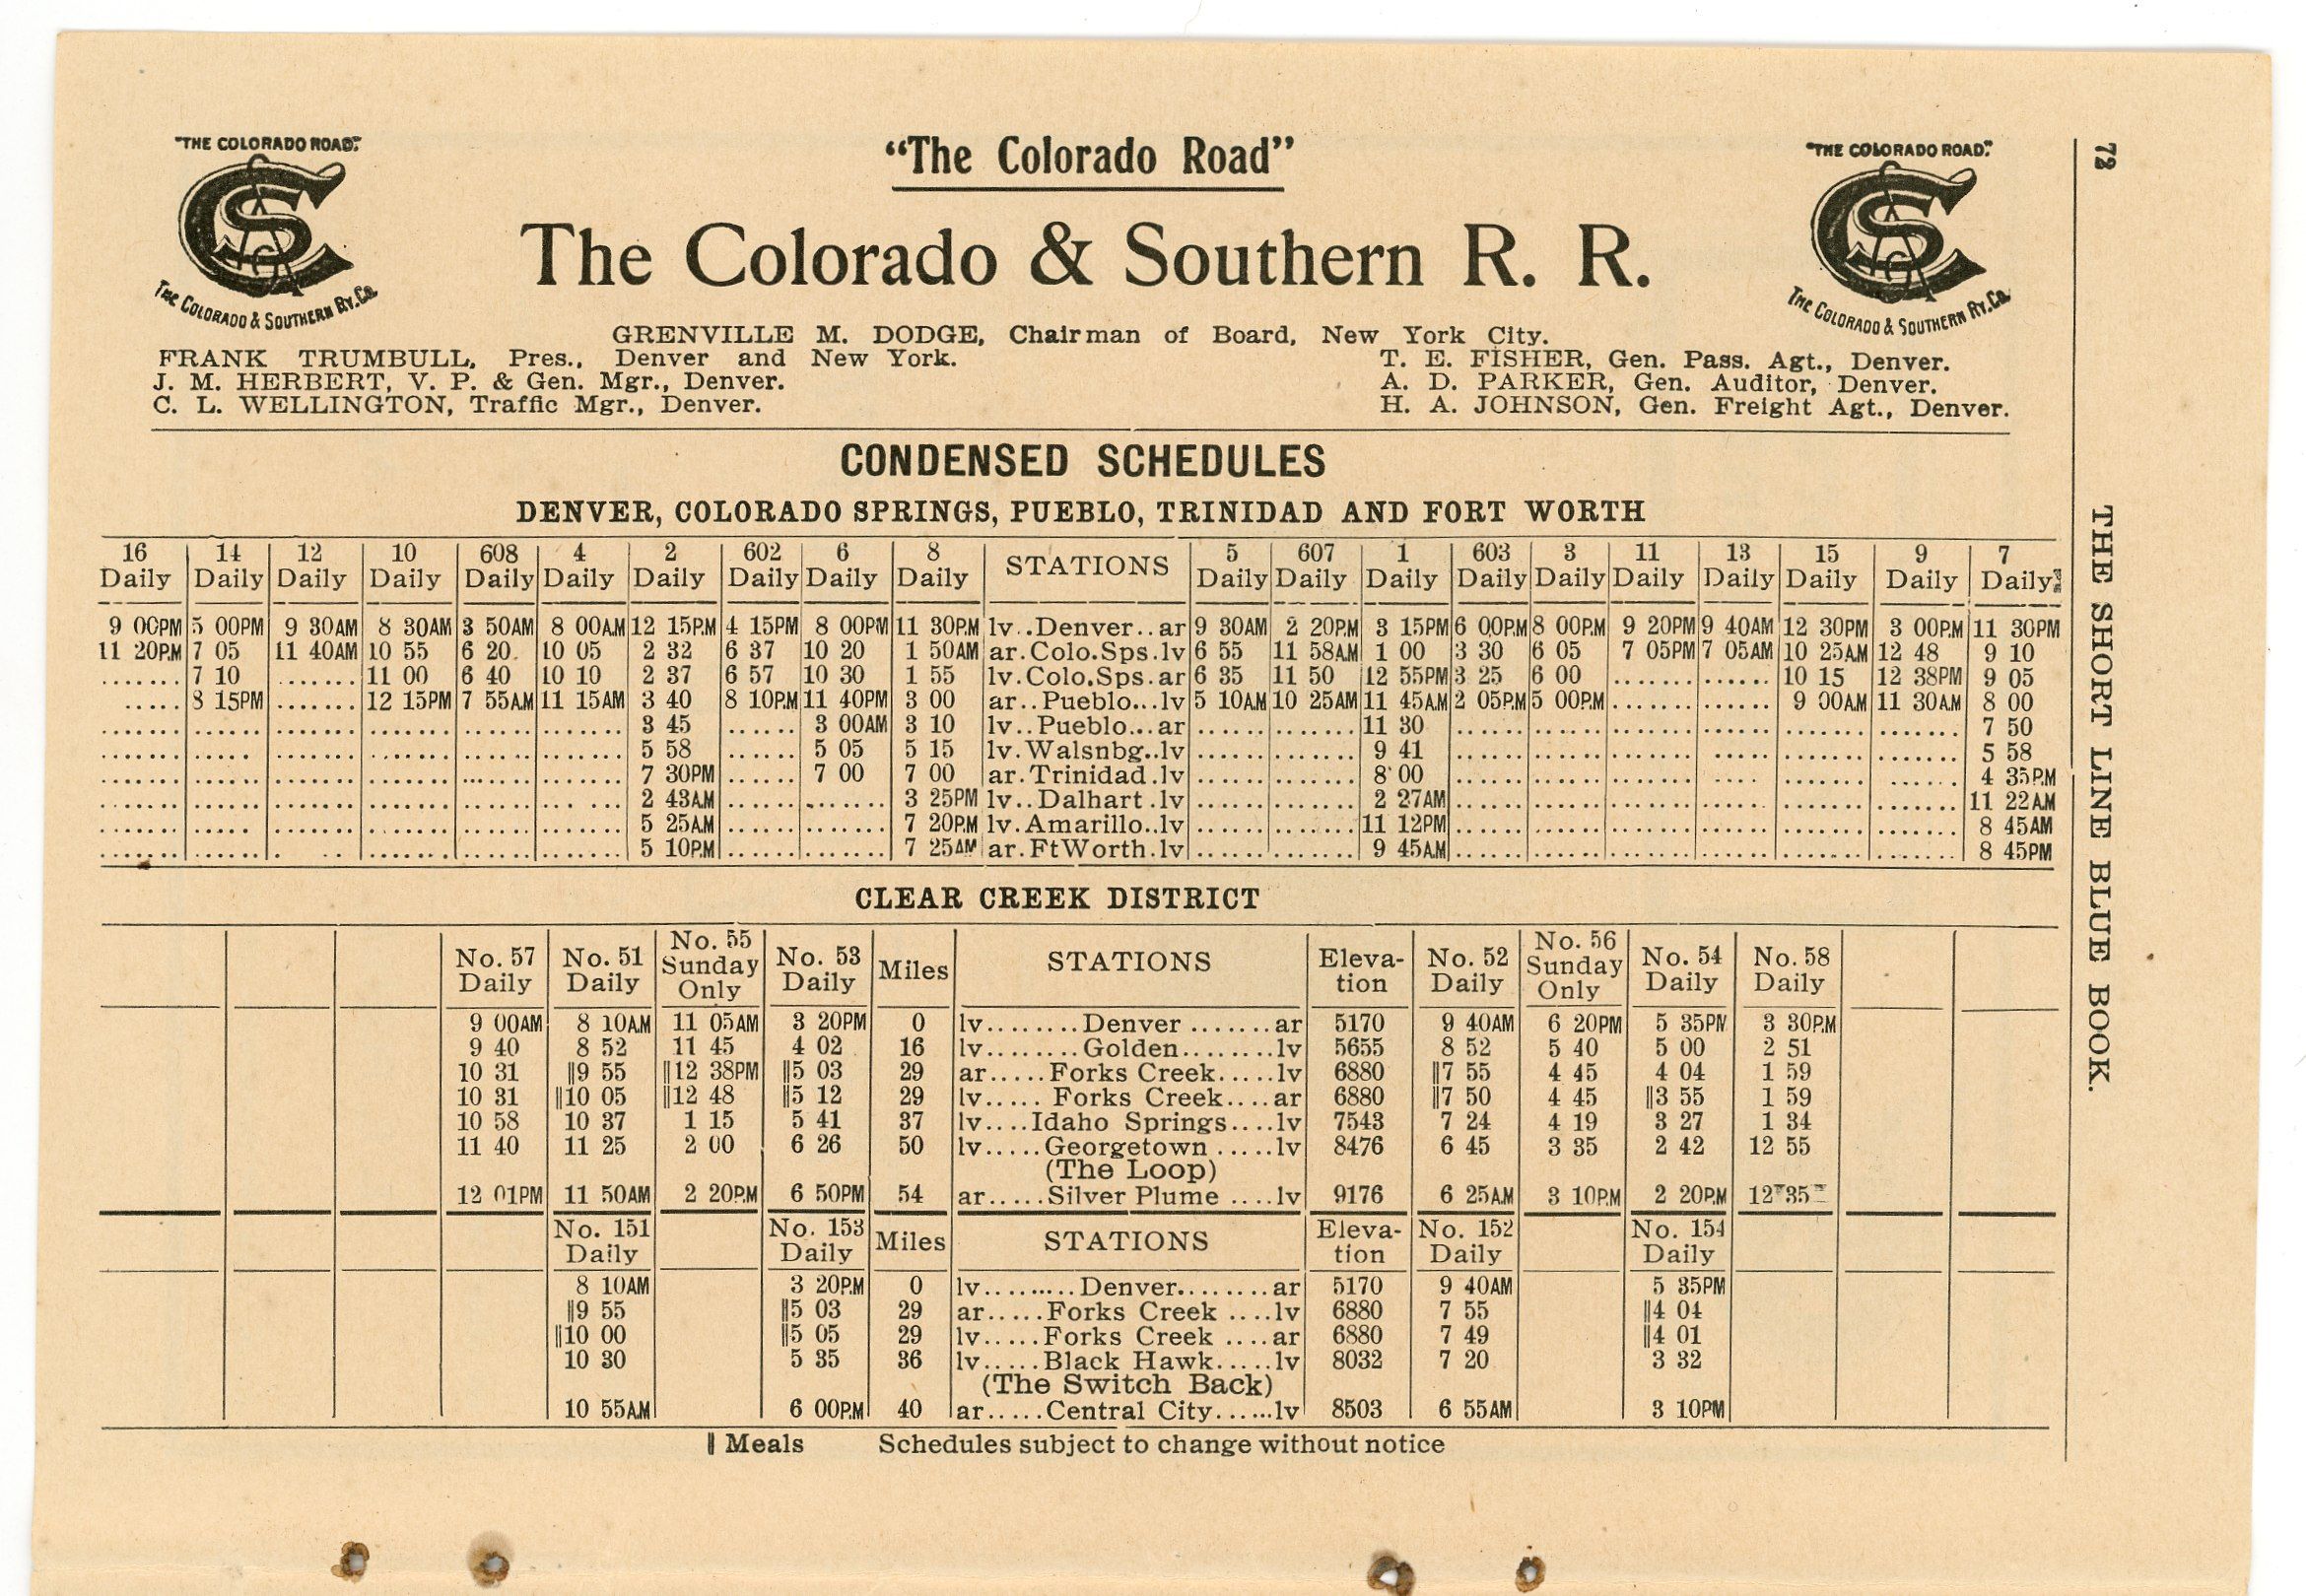 "THE COLORADO ROAD."
THE COLORADO & SOUTHERN RY. CO.
"The Colorado Road"
"THE COLORADO ROAD."
THE COLORADO & SOUTHERN RY. CO.
The Colorado & Southern R. R.
GRENVILLE M. DODGE, Chairman of Board, New York City.
FRANK TRUMBULL, Pres., Denver and New York. T. E. FISHER, Gen. Pass. Agt., Denver.
J. M. HERBERT, V. P. & Gen. Mgr., Denver. A. D. PARKER, Gen. Auditor, Denver.
C. L. WELLINGTON, Traffic Mgr., Denver. H. A. JOHNSON, Gen. Freight Agt., Denver.
CONDENSED SCHEDULES
DENVER, COLORADO SPRINGS, PUEBLO, TRINIDAD AND FORT WORTH
16 14 12 10 608 4 2 602 6 8 STATIONS 5 607 1 603 3 11 13 15 9 7
Daily Daily Daily Daily Daily Daily Daily Daily Daily Daily Daily Daily Daily Daily Daily Daily Daily Daily Daily Daily
9 00PM 5 00PM 9 30AM 8 30AM 3 50AM 8 00AM 12 15PM 4 15PM 8 00PM 11 30PM lv..Denver..ar 9 30AM 2 20PM 3 15PM 6 00PM 8 00PM 9 20PM 9 40AM 12 30PM 3 00PM 11 30PM
11 20PM 7 05 11 40AM 10 55 6 20 10 05 2 32 6 37 10 20 1 50AM ar.Colo.Sps.lv 6 55 11 58AM 1 00 3 30 6 05 7 05PM 7 05AM 10 25AM 12 48 9 10
....... 7 10 ....... 11 00 6 40 10 10 2 37 6 57 10 30 1 55 lv.Colo.Sps.ar 6 35 11 50 12 55PM 3 25 6 00 ....... ...... 10 15 12 38PM 9 05
..... 8 15PM ....... 12 15PM 7 55AM 11 15AM 3 40 8 10PM 11 40PM 3 00 ar..Pueblo...lv 5 10AM 10 25AM 11 45AM 2 05PM 5 00PM ....... ...... 9 00AM 11 30AM 8 00
....... ...... ....... ....... ....... ....... 3 45 ...... 3 00AM 3 10 lv..Pueblo...ar ....... ....... 11 30 ...... ...... ....... ...... ....... ....... 7 50
....... ...... ....... ....... ....... ....... 5 58 ...... 5 05 5 15 lv.Walsnbg..lv ....... ....... 9 41 ...... ...... ....... ...... ....... ....... 5 58
....... ...... ....... ....... ....... ....... 7 30PM ...... 7 00 7 00 ar.Trinidad.lv ....... ....... 8 00 ...... ...... ....... ...... ....... ....... 4 35PM
....... ...... ....... ....... ....... ....... 2 43AM ...... ....... 3 25PM lv..Dalhart.lv ....... ....... 2 27AM ...... ...... ....... ...... ....... ....... 11 22AM
....... ...... ....... ....... ....... ....... 5 25AM ...... ....... 7 20PM lv.Amarillo..lv ....... ....... 11 12PM ...... ...... ....... ...... ....... ....... 8 45AM
....... ...... ....... ....... ....... ....... 5 10PM ...... ....... 7 25AM ar.FtWorth.lv ....... ....... 9 45AM ...... ...... ....... ...... ....... ....... 8 45PM
CLEAR CREEK DISTRICT
No. 57 Daily No. 51 Daily No. 55 Sunday Only No. 53 Daily Miles STATIONS Eleva-tion No. 52 Daily No. 56 Sunday Only No. 54 Daily No. 58 Daily
9 00AM 8 10AM 11 05AM 3 20PM 0 lv........Denver.......ar 5170 9 40AM 6 20PM 5 35PM 3 30PM
9 40 8 52 11 45 4 02 16 lv........Golden........lv 5655 8 52 5 40 5 00 2 51
10 31 ‖9 55 ‖12 38PM ‖5 03 29 ar.....Forks Creek.....lv 6880 ‖7 55 4 45 4 04 1 59
10 31 ‖10 05 ‖12 48 ‖5 12 29 lv..... Forks Creek....ar 6880 ‖7 50 4 45 ‖3 55 1 59
10 58 10 37 1 15 5 41 37 lv....Idaho Springs....lv 7543 7 24 4 19 3 27 1 34
11 40 11 25 2 00 6 26 50 lv.....Georgetown.....lv 8476 6 45 3 35 2 42 12 55
(The Loop)
12 01PM 11 50AM 2 20PM 6 50PM 54 ar.....Silver Plume....lv 9176 6 25AM 3 10PM 2 20PM 12 35
No. 151 Daily No. 153 Daily Miles STATIONS Eleva-tion No. 152 Daily No. 154 Daily
8 10AM 3 20PM 0 lv.........Denver........ar 5170 9 40AM 5 35PM
‖9 55 ‖5 03 29 ar.....Forks Creek....lv 6880 7 55 ‖4 04
‖10 00 ‖5 05 29 lv.....Forks Creek....ar 6880 7 49 ‖4 01
10 30 5 35 36 lv.....Black Hawk.....lv 8032 7 20 3 32
(The Switch Back)
10 55AM 6 00PM 40 ar.....Central City......lv 8503 6 55AM 3 10PM
‖ Meals Schedules subject to change without notice
72
THE SHORT LINE BLUE BOOK.